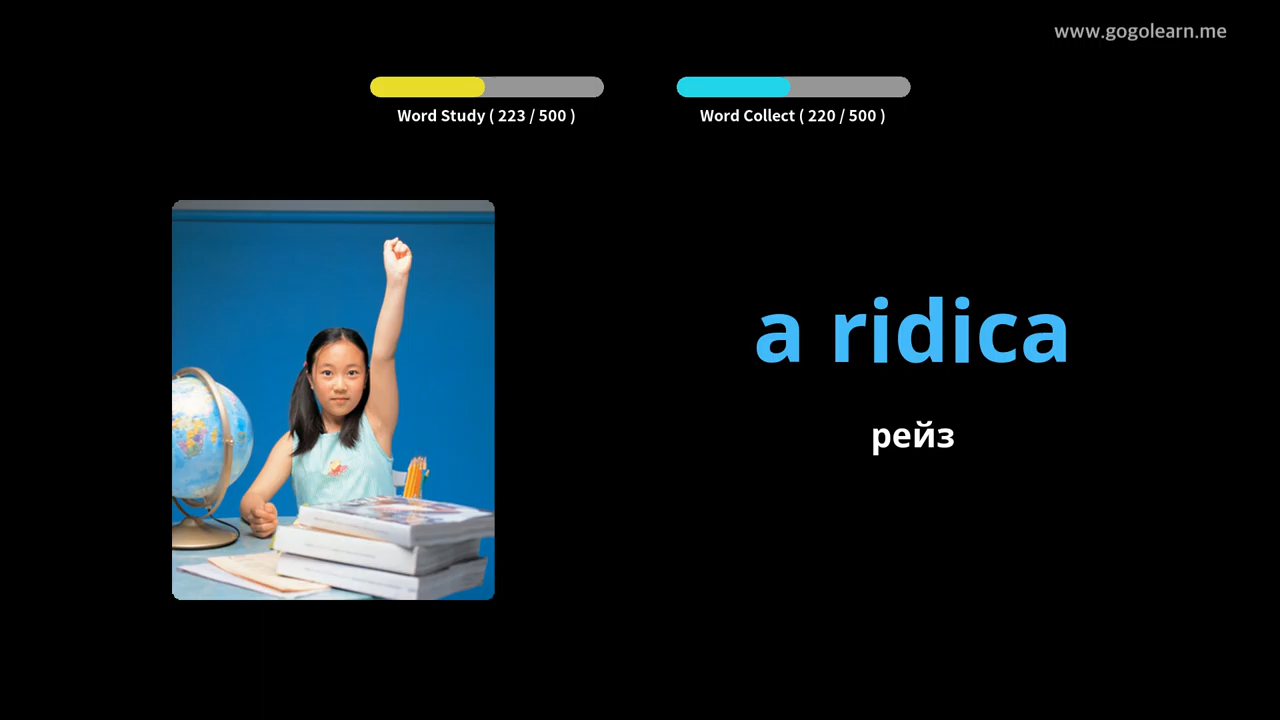 www.gogolearn.me
Word Study ( 223 / 500 )
Word Collect ( 220 / 500 )
a ridica
рейз